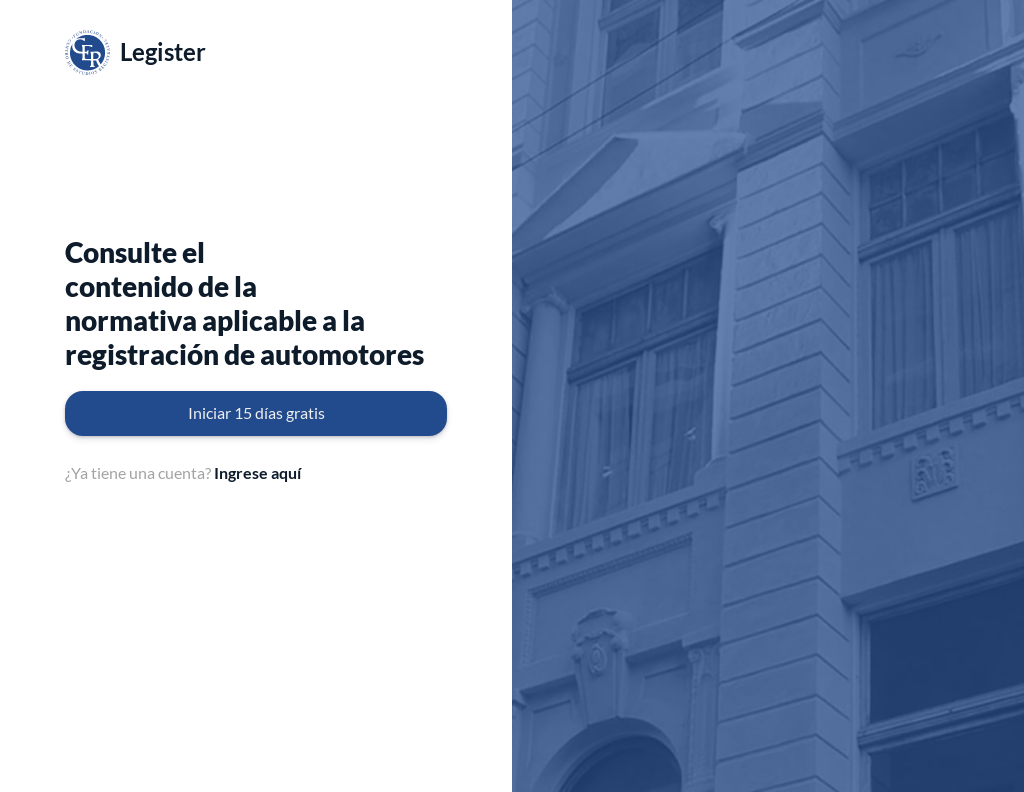 CER
Legister
Consulte el
contenido de la
normativa aplicable a la
registración de automotores
Iniciar 15 días gratis
¿Ya tiene una cuenta? Ingrese aquí